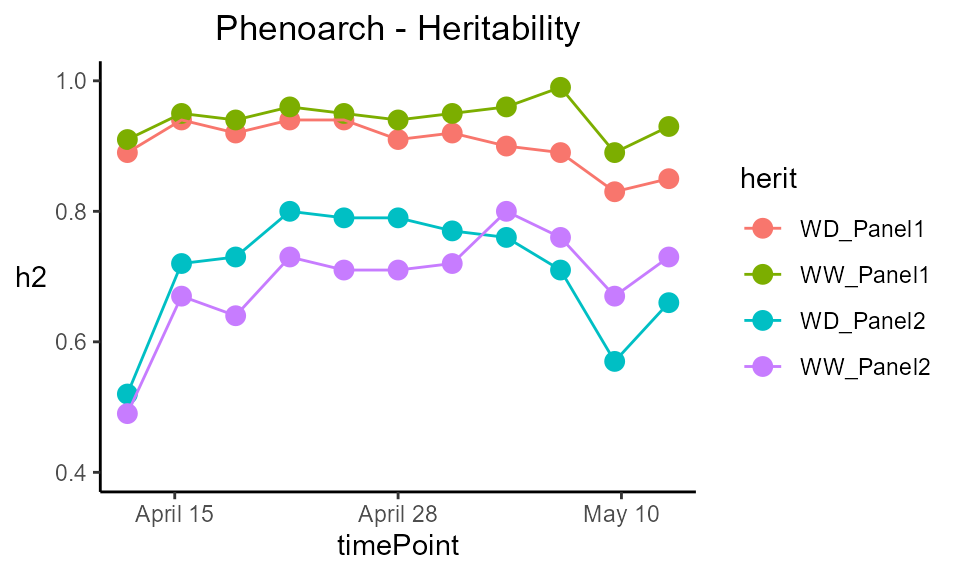 Phenoarch - Heritability
1.0
0.8
0.6
0.4
h2
April 15 April 28 May 10
timePoint
herit
WD_Panel1
WW_Panel1
WD_Panel2
WW_Panel2